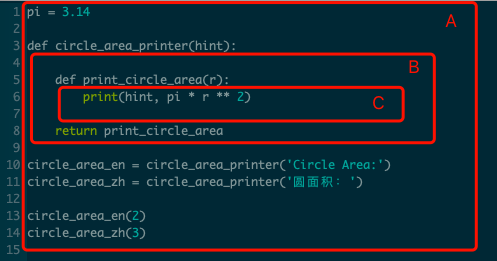 1 pi = 3.14
2
3 def circle_area_printer(hint):
4
5     def print_circle_area(r):
6         print(hint, pi * r ** 2)
7
8     return print_circle_area
9
10 circle_area_en = circle_area_printer('Circle Area:')
11 circle_area_zh = circle_area_printer('圆面积：')
12
13 circle_area_en(2)
14 circle_area_zh(3)
15
A
B
C